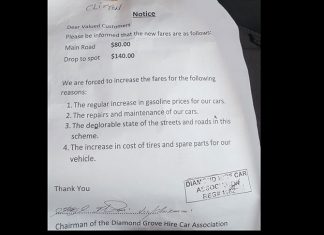 Notice
Dear Valued Customers
Please be informed that the new fares are as follows:
Main Road $80.00
Drop to spot $140.00
We are forced to increase the fares for the following
reasons:
1. The regular increase in gasoline prices for our cars.
2. The repairs and maintenance of our cars.
3. The deplorable state of the streets and roads in this
scheme.
4. The increase in cost of tires and spare parts for our
vehicle.
Thank You
CAR
Chairman of the Diamond Grove Hire Car Association